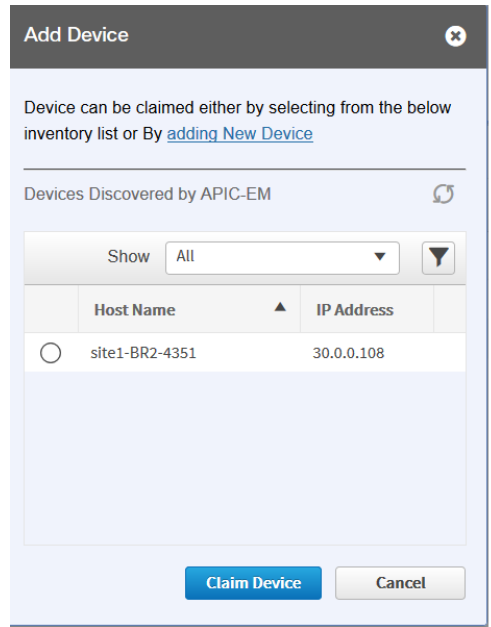 Add Device
Device can be claimed either by selecting from the below
inventory list or By adding New Device
Devices Discovered by APIC-EM
Show All
Host Name IP Address
site1-BR2-4351 30.0.0.108
Claim Device Cancel